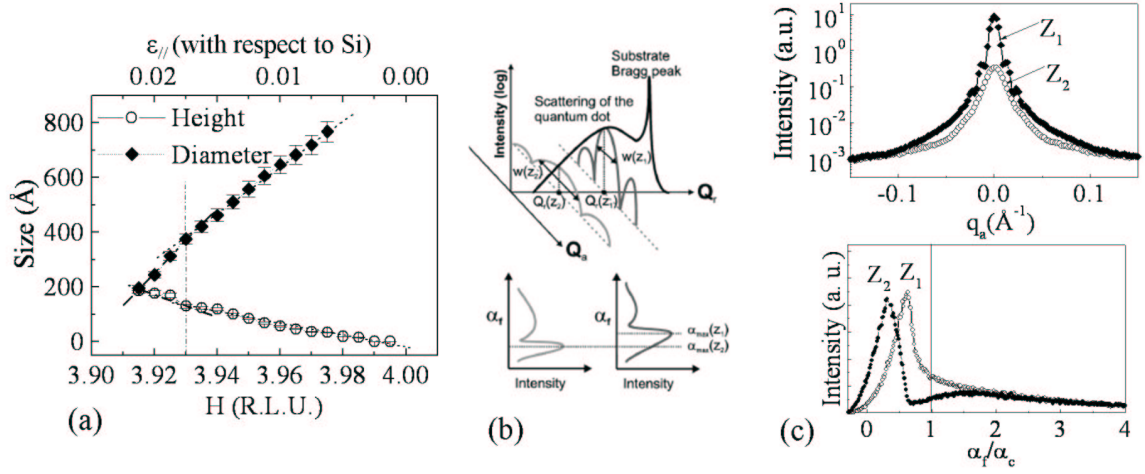 ε// (with respect to Si)
0.02 0.01 0.00
800
600
400
200
0
Size (Å)
Height
Diameter
3.90 3.92 3.94 3.96 3.98 4.00
H (R.L.U.)
(a)
Substrate
Bragg peak
Intensity (log)
Scattering of the
quantum dot
w(z₂)
w(z₁)
Qr(z₂) Qr(z₁)
Qr
Qa
αf
αf
αmax(z₁)
αmax(z₂)
Intensity
Intensity
(b)
(c)
Intensity (a.u.)
10¹
10⁰
10⁻¹
10⁻²
10⁻³
Z₁
Z₂
-0.1 0.0 0.1
qa(Å⁻¹)
Intensity (a. u.)
Z₂ Z₁
0 1 2 3 4
αf/αc